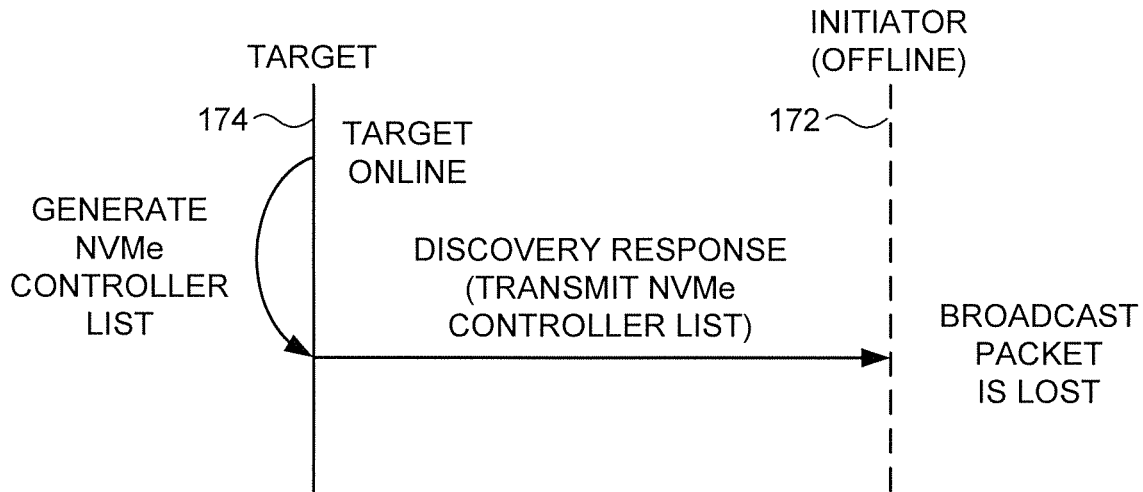 TARGET
INITIATOR
(OFFLINE)
174
172
TARGET
ONLINE
GENERATE
NVMe
CONTROLLER
LIST
DISCOVERY RESPONSE
(TRANSMIT NVMe
CONTROLLER LIST)
BROADCAST
PACKET
IS LOST